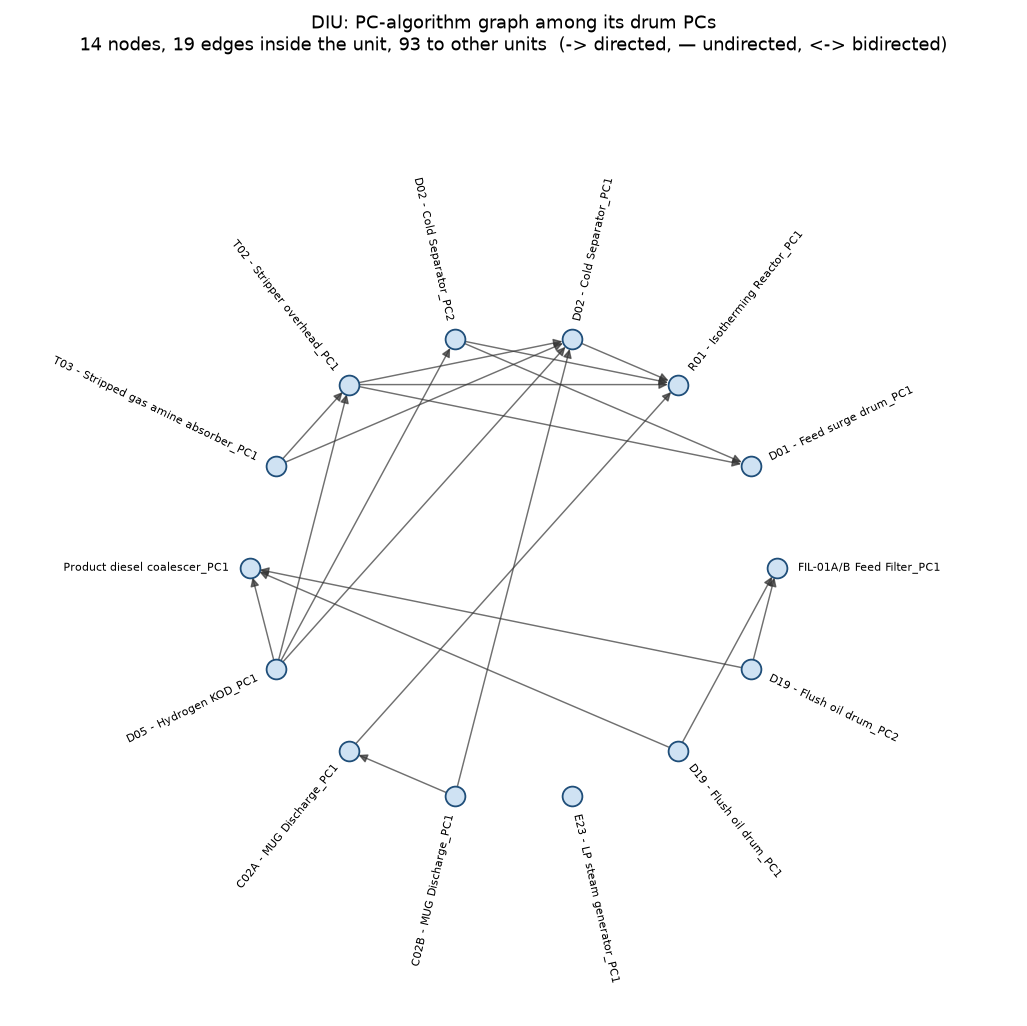 DIU: PC-algorithm graph among its drum PCs
14 nodes, 19 edges inside the unit, 93 to other units  (-> directed, — undirected, <-> bidirected)
D02 - Cold Separator_PC2
D02 - Cold Separator_PC1
T02 - Stripper overhead_PC1
R01 - Isotherming Reactor_PC1
T03 - Stripped gas amine absorber_PC1
D01 - Feed surge drum_PC1
Product diesel coalescer_PC1
FIL-01A/B Feed Filter_PC1
D05 - Hydrogen KOD_PC1
D19 - Flush oil drum_PC2
C02A - MUG Discharge_PC1
D19 - Flush oil drum_PC1
C02B - MUG Discharge_PC1
E23 - LP steam generator_PC1